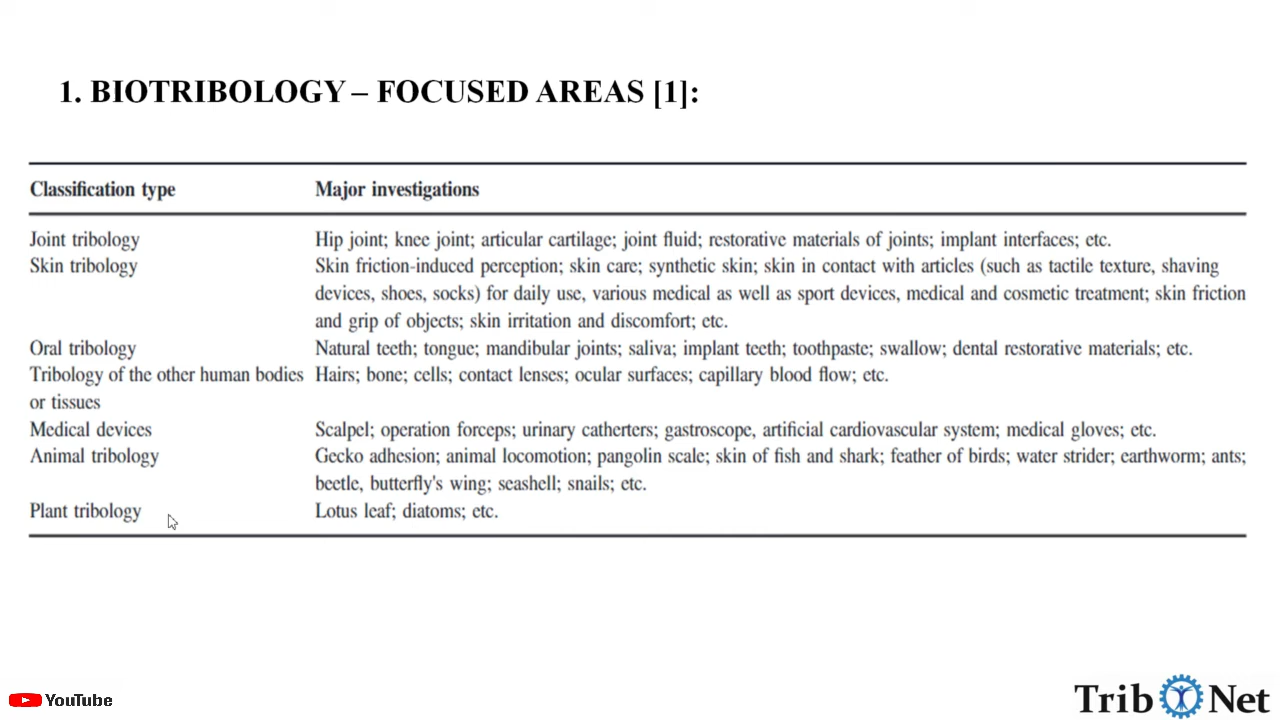 1. BIOTRIBOLOGY – FOCUSED AREAS [1]:
Classification type Major investigations
Joint tribology Hip joint; knee joint; articular cartilage; joint fluid; restorative materials of joints; implant interfaces; etc.
Skin tribology Skin friction-induced perception; skin care; synthetic skin; skin in contact with articles (such as tactile texture, shaving
devices, shoes, socks) for daily use, various medical as well as sport devices, medical and cosmetic treatment; skin friction
and grip of objects; skin irritation and discomfort; etc.
Oral tribology Natural teeth; tongue; mandibular joints; saliva; implant teeth; toothpaste; swallow; dental restorative materials; etc.
Tribology of the other human bodies Hairs; bone; cells; contact lenses; ocular surfaces; capillary blood flow; etc.
or tissues
Medical devices Scalpel; operation forceps; urinary catherters; gastroscope, artificial cardiovascular system; medical gloves; etc.
Animal tribology Gecko adhesion; animal locomotion; pangolin scale; skin of fish and shark; feather of birds; water strider; earthworm; ants;
beetle, butterfly's wing; seashell; snails; etc.
Plant tribology Lotus leaf; diatoms; etc.
YouTube
Trib Net